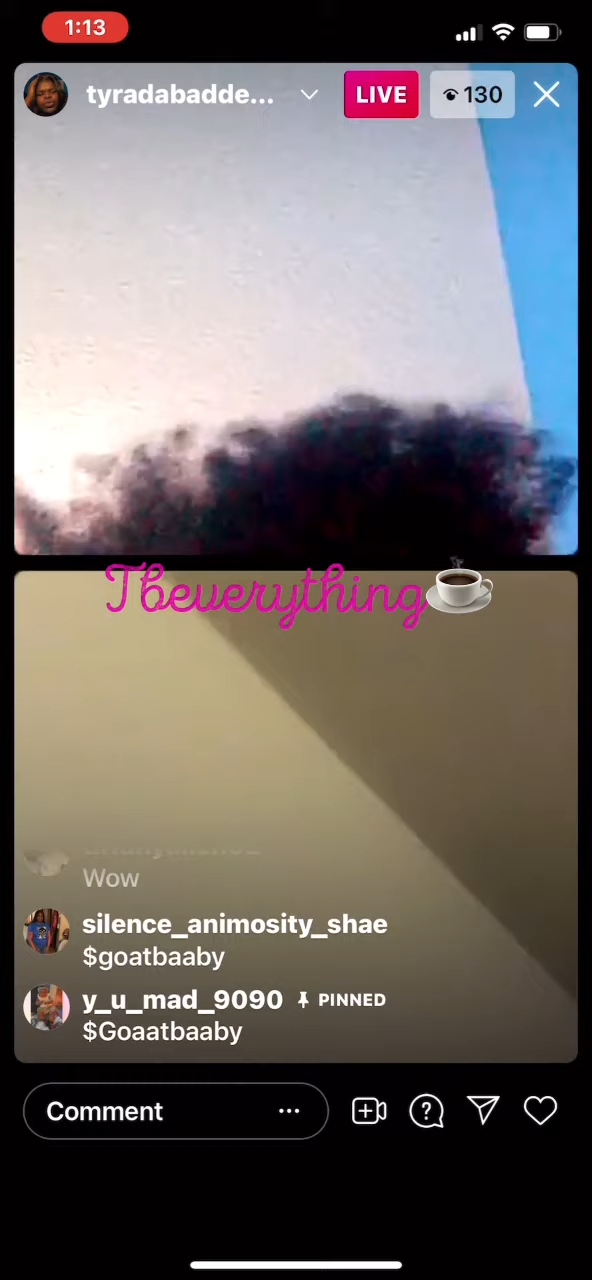 1:13
tyradabadde...
LIVE
130
Tbeverything
Wow
silence_animosity_shae
$goatbaaby
y_u_mad_9090 PINNED
$Goaatbaaby
Comment